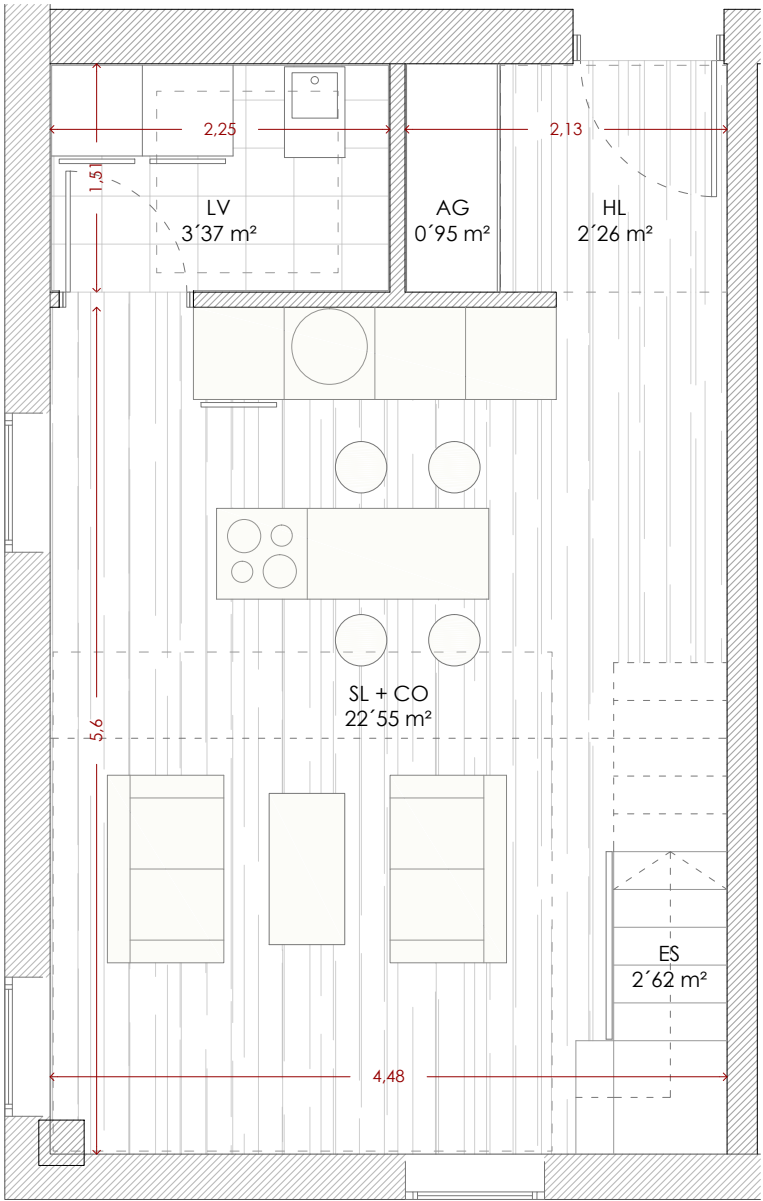 2,25
2,13
1,51
LV
3´37 m²
AG
0´95 m²
HL
2´26 m²
SL + CO
22´55 m²
5,6
ES
2´62 m²
4,48